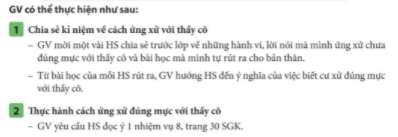 GV có thể thực hiện như sau:
1 Chia sẻ kỉ niệm về cách ứng xử với thầy cô
– GV mời một vài HS chia sẻ trước lớp về những hành vi, lời nói mà mình ứng xử chưa
đúng mực với thầy cô và bài học mà mình tự rút ra cho bản thân.
– Từ bài học của mỗi HS rút ra, GV hướng HS đến ý nghĩa của việc biết cư xử đúng mực
với thầy cô.
2 Thực hành cách ứng xử đúng mực với thầy cô
– GV yêu cầu HS đọc ý 1 nhiệm vụ 8, trang 30 SGK.